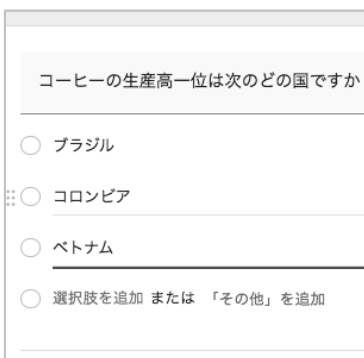 コーヒーの生産高一位は次のどの国ですか
ブラジル
コロンビア
ベトナム
選択肢を追加 または 「その他」を追加